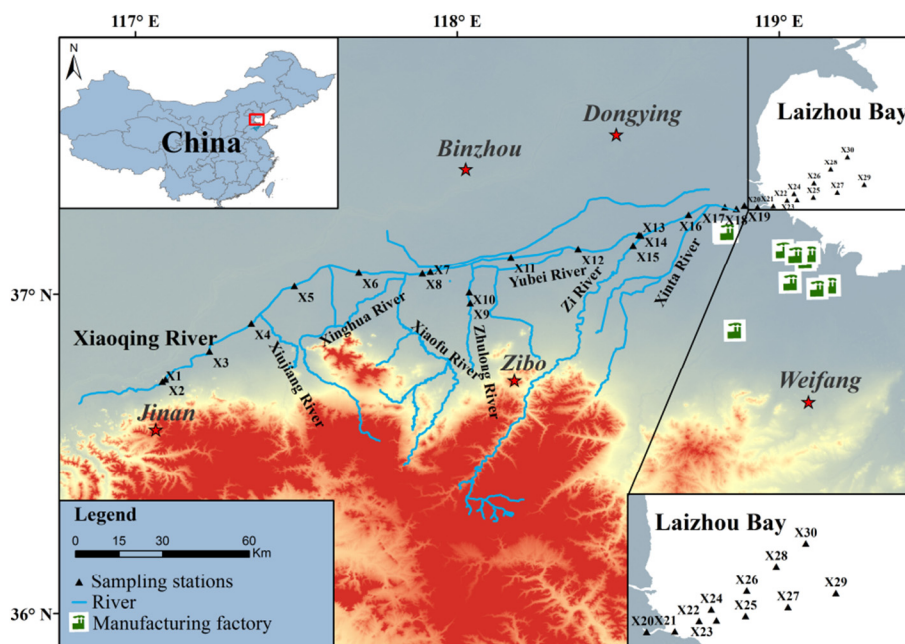 117° E
118° E
119° E
N
China
Dongying
Binzhou
Laizhou Bay
X30
X28
X26
X29
X24
X27
X22
X25
X20
X21
X23
X17
X18
X19
X16
X13
X14
X15
X12
X11
X7
X8
X6
X5
X10
X9
X4
X3
X1
X2
37° N
Yubei River
Zi River
Xinta River
Xinghua River
Xiaoqing River
Xiaofu River
Zhulong River
Xiujiang River
Zibo
Jinan
Weifang
Legend
0 15 30 60
Km
Sampling stations
River
Manufacturing factory
36° N
Laizhou Bay
X30
X28
X26
X29
X24
X27
X22
X25
X20
X21
X23